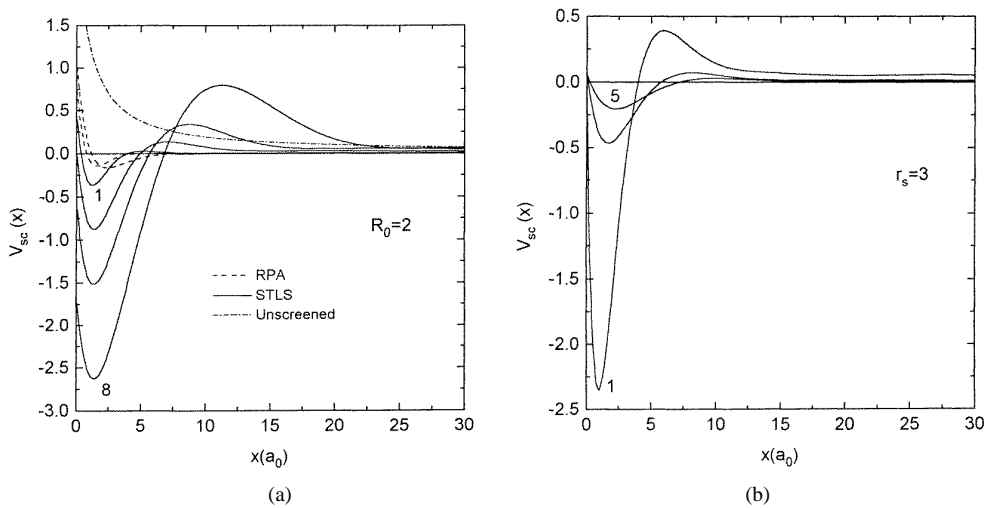 1.5
1.0
0.5
0.0
-0.5
-1.0
-1.5
-2.0
-2.5
-3.0
V_sc (x)
1
8
R_0=2
RPA
STLS
Unscreened
0 5 10 15 20 25 30
x(a_0)
(a)
0.5
0.0
-0.5
-1.0
-1.5
-2.0
-2.5
V_sc (x)
5
1
r_s=3
0 5 10 15 20 25 30
x(a_0)
(b)